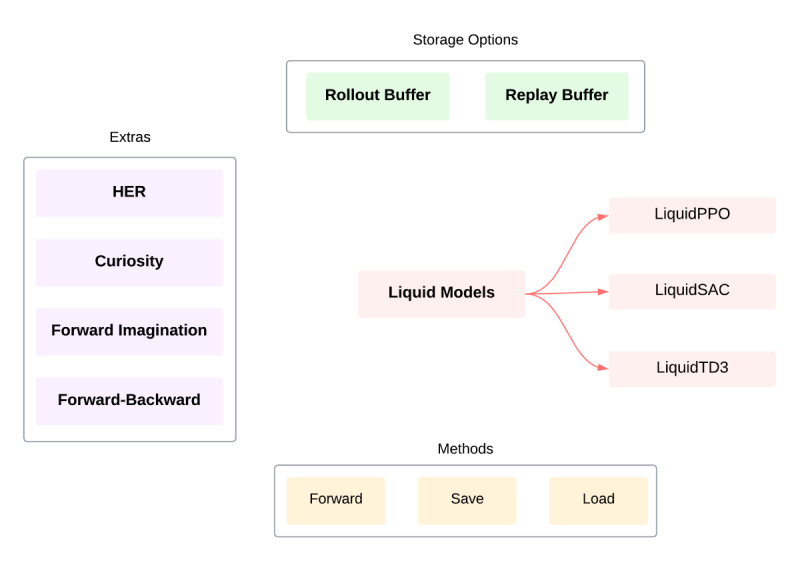 Storage Options
Rollout Buffer
Replay Buffer
Extras
HER
Curiosity
Forward Imagination
Forward-Backward
Liquid Models
LiquidPPO
LiquidSAC
LiquidTD3
Methods
Forward
Save
Load